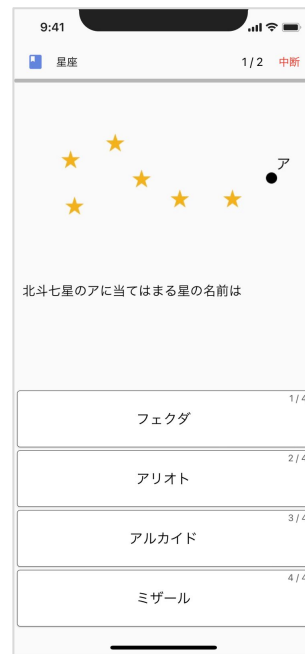 9:41
星座 1 / 2 中断
ア
北斗七星のアに当てはまる星の名前は
1 / 4
フェクダ
2 / 4
アリオト
3 / 4
アルカイド
4 / 4
ミザール